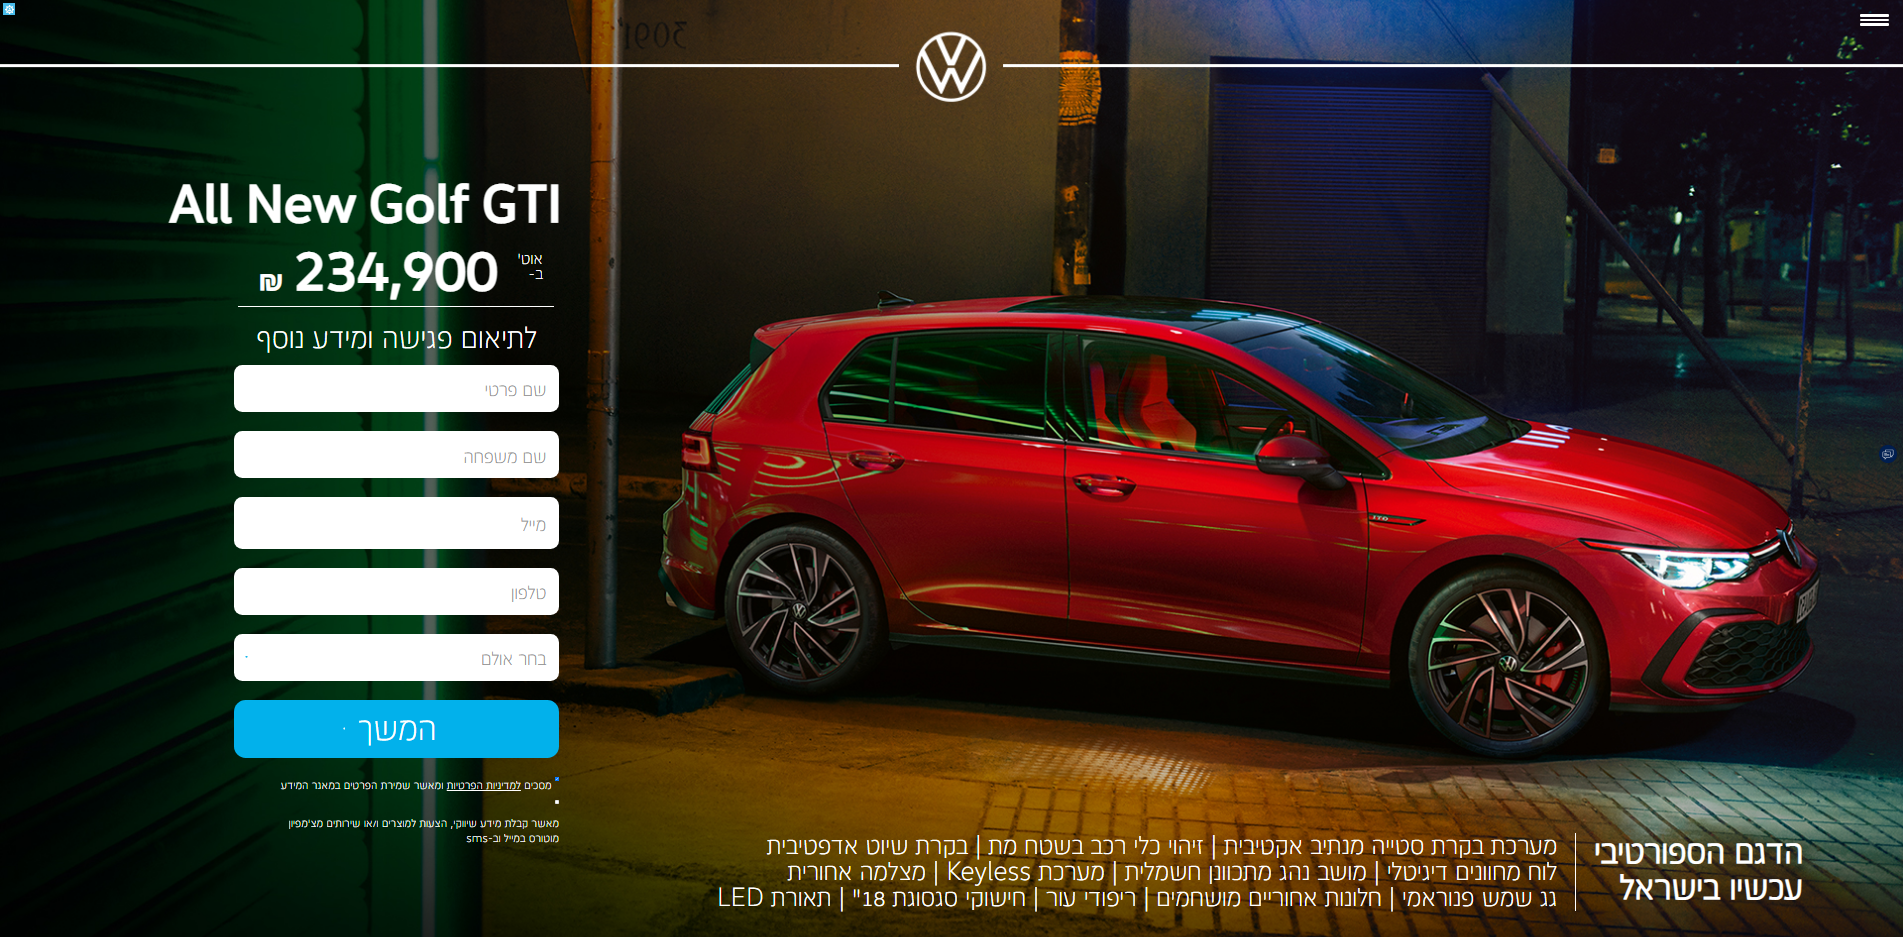 All New Golf GTI
אוט'
ב-
234,900 ₪
לתיאום פגישה ומידע נוסף
שם פרטי
שם משפחה
מייל
טלפון
בחר אולם
המשך
מסכים למדיניות הפרטיות ומאשר שמירת הפרטים במאגר המידע
מאשר קבלת מידע שיווקי, הצעות למוצרים ו/או שירותים מצ'מפיון
מוטורס במייל וב-sms
הדגם הספורטיבי
עכשיו בישראל
מערכת בקרת סטייה מנתיב אקטיבית | זיהוי כלי רכב בשטח מת | בקרת שיוט אדפטיבית
לוח מחוונים דיגיטלי | מושב נהג מתכוונן חשמלית | מערכת Keyless | מצלמה אחורית
גג שמש פנוראמי | חלונות אחוריים מושחמים | ריפודי עור | חישוקי סגסוגת 18" | תאורת LED